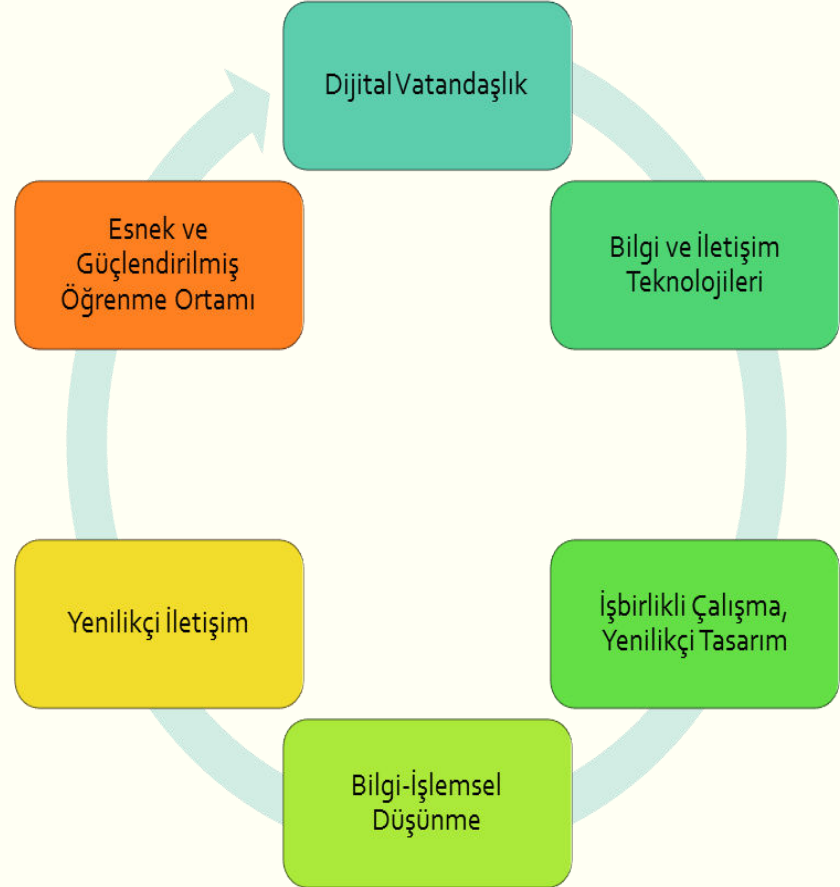 Dijital Vatandaşlık
Bilgi ve İletişim
Teknolojileri
İşbirlikli Çalışma,
Yenilikçi Tasarım
Bilgi-İşlemsel
Düşünme
Yenilikçi İletişim
Esnek ve
Güçlendirilmiş
Öğrenme Ortamı